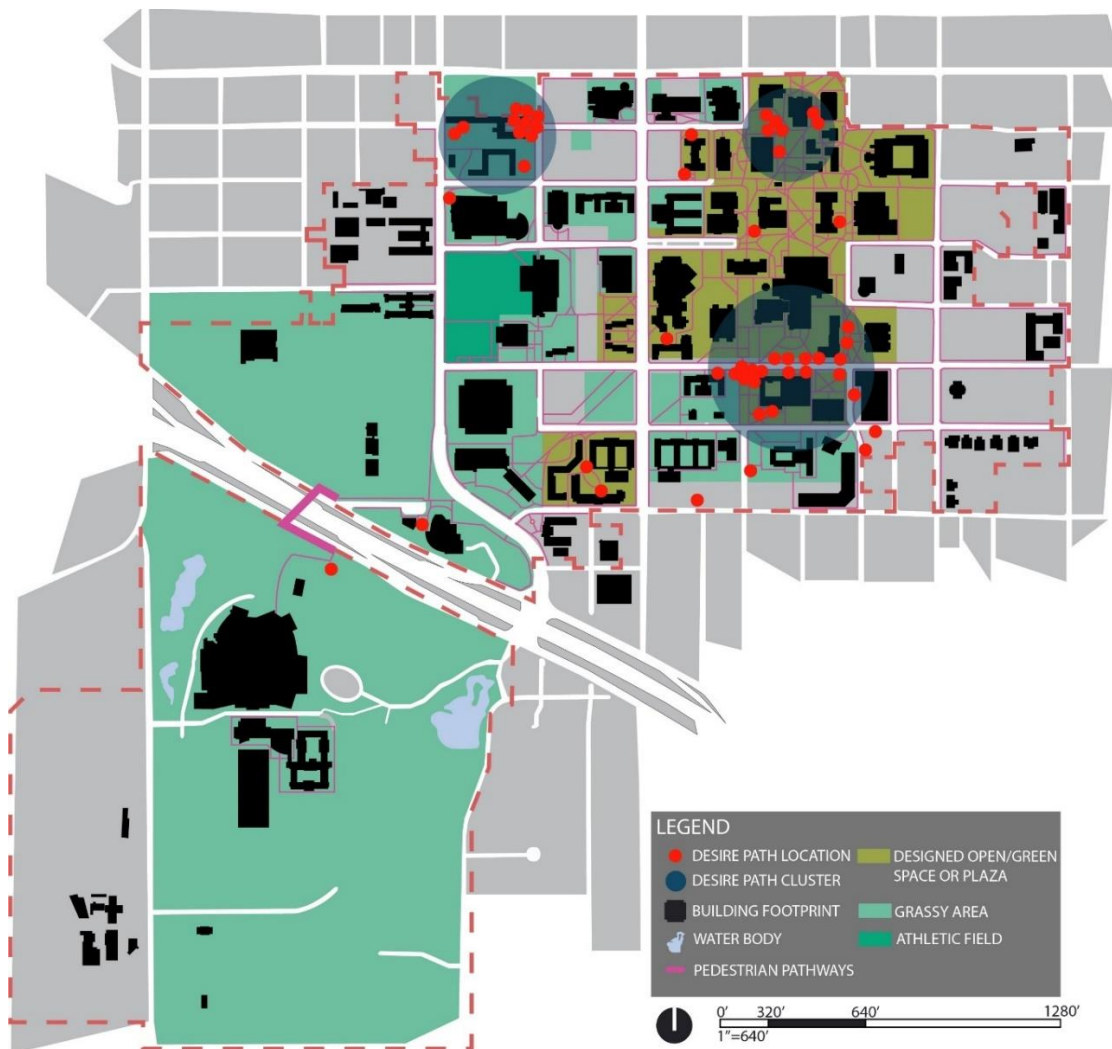 LEGEND
DESIRE PATH LOCATION
DESIRE PATH CLUSTER
BUILDING FOOTPRINT
WATER BODY
PEDESTRIAN PATHWAYS
DESIGNED OPEN/GREEN
SPACE OR PLAZA
GRASSY AREA
ATHLETIC FIELD
0' 320' 640' 1280'
1"=640'